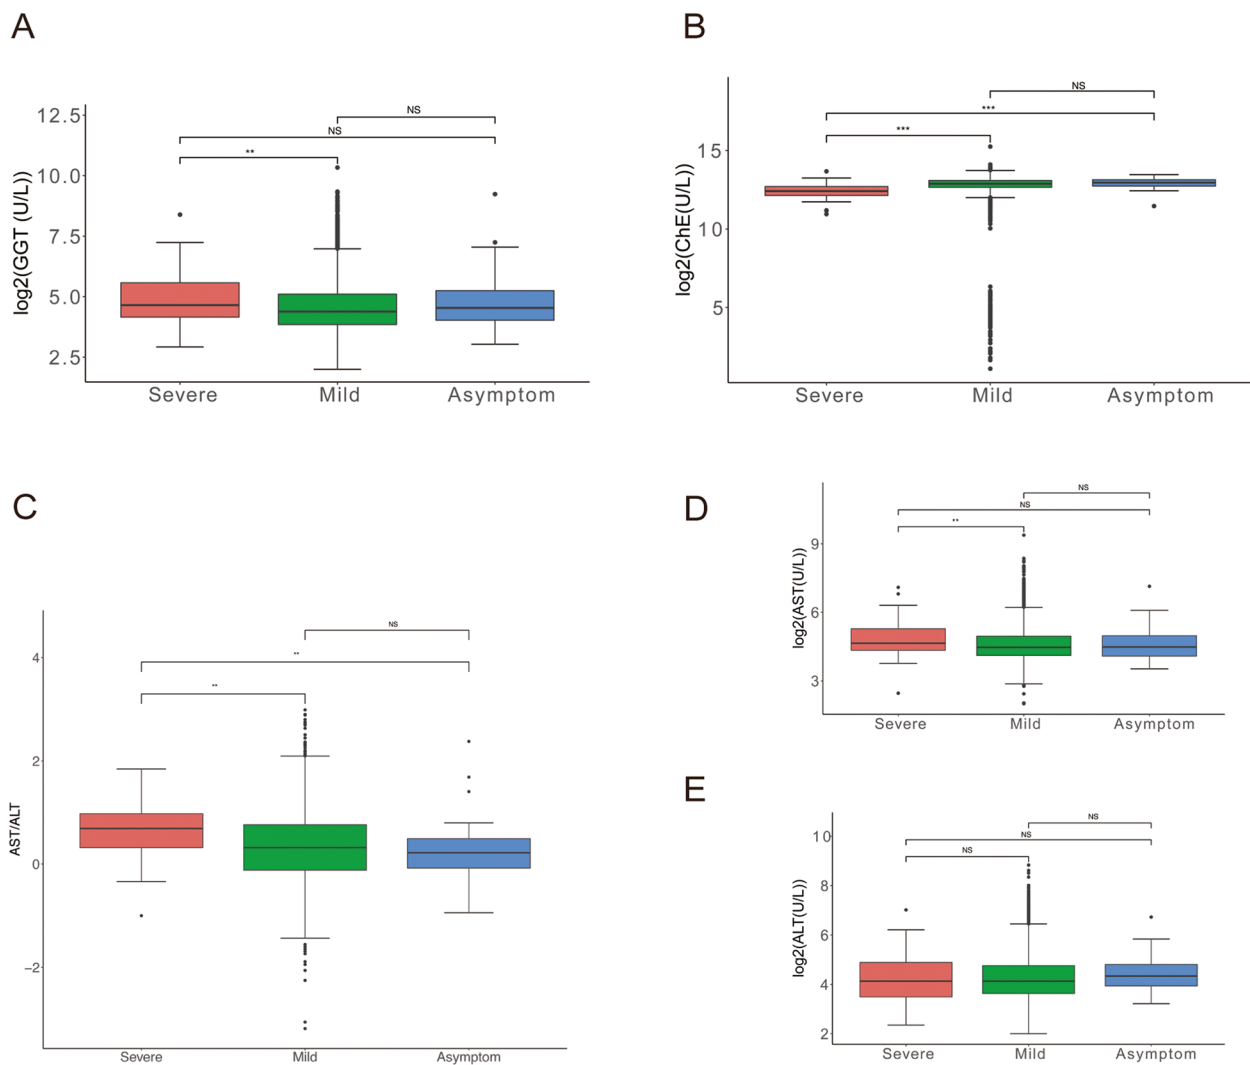 A
log2(GGT (U/L))
12.5
10.0
7.5
5.0
2.5
NS
NS
**
Severe Mild Asymptom
B
log2(ChE(U/L))
15
10
5
NS
***
***
Severe Mild Asymptom
C
AST/ALT
4
2
0
−2
NS
**
**
Severe Mild Asymptom
D
log2(AST(U/L))
9
6
3
NS
NS
**
Severe Mild Asymptom
E
log2(ALT(U/L))
10
8
6
4
2
NS
NS
NS
Severe Mild Asymptom